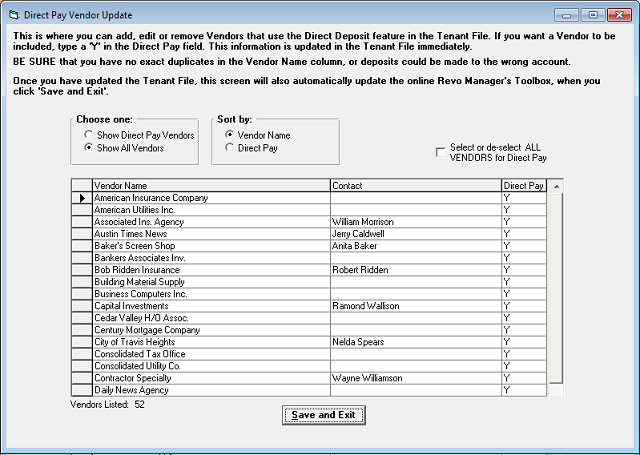 Direct Pay Vendor Update
This is where you can add, edit or remove Vendors that use the Direct Deposit feature in the Tenant File. If you want a Vendor to be
included, type a "Y" in the Direct Pay field. This information is updated in the Tenant File immediately.
BE SURE that you have no exact duplicates in the Vendor Name column, or deposits could be made to the wrong account.
Once you have updated the Tenant File, this screen will also automatically update the online Revo Manager's Toolbox, when you
click 'Save and Exit'.
Choose one:
Show Direct Pay Vendors
Show All Vendors
Sort by:
Vendor Name
Direct Pay
Select or de-select ALL
VENDORS for Direct Pay
Vendor Name Contact Direct Pay
American Insurance Company Y
American Utilities Inc. Y
Associated Ins. Agency William Morrison Y
Austin Times News Jerry Caldwell Y
Baker's Screen Shop Anita Baker Y
Bankers Associates Inv. Y
Bob Ridden Insurance Robert Ridden Y
Building Material Supply Y
Business Computers Inc. Y
Capital Investments Ramond Wallison Y
Cedar Valley H/O Assoc. Y
Century Mortgage Company Y
City of Travis Heights Nelda Spears Y
Consolidated Tax Office Y
Consolidated Utility Co. Y
Contractor Specialty Wayne Williamson Y
Daily News Agency Y
Vendors Listed: 52
Save and Exit